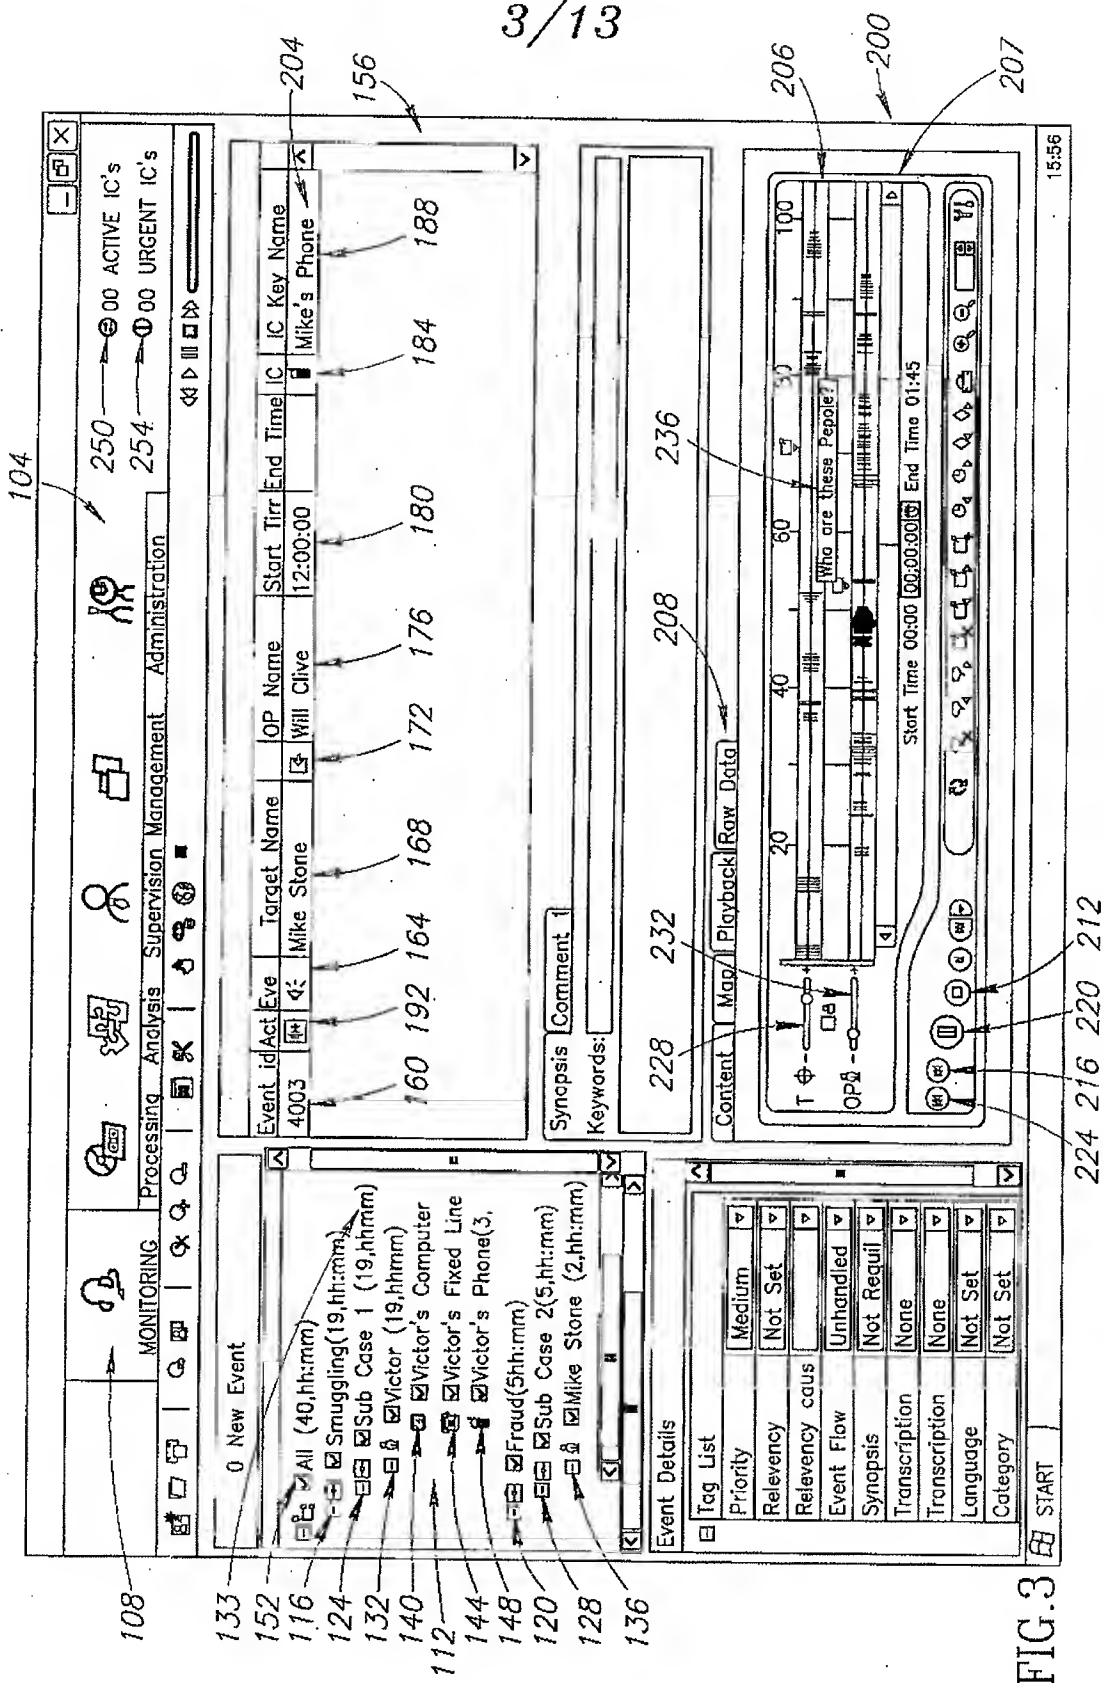 3/13
104
108
MONITORING
Processing Analysis Supervision Management Administration
250
00 ACTIVE IC's
254
00 URGENT IC's
133
0 New Event
152
All (40,hh:mm)
116
Smuggling(19,hh:mm)
124
Sub Case 1 (19,hhmm)
132
Victor (19,hhmm)
140
Victor's Computer
112
Victor's Fixed Line
144
Victor's Phone(3,
148
Fraud(5hh:mm)
120
Sub Case 2(5,hh:mm)
128
Mike Stone (2,hh:mm)
136
Event id Act Eve Target Name OP Name Start Tim End Time IC IC Key Name
4003 Mike Stone Will Clive 12:00:00 Mike's Phone
204
156
160 192 164 168 172 176 180 184 188
Synopsis Comment 1
Keywords:
228 232 208 236
Content Map Playback Raw Data
20 40 60 80 100
206
T - +
Who are these Pepole?
OP - +
200
207
Start Time 00:00 00:00:00 End Time 01:45
224 216 220 212
Event Details
Tag List
Priority Medium
Relevency Not Set
Relevency caus
Event Flow Unhandled
Synopsis Not Requil
Transcription None
Transcription None
Language Not Set
Category Not Set
START
15:56
FIG.3